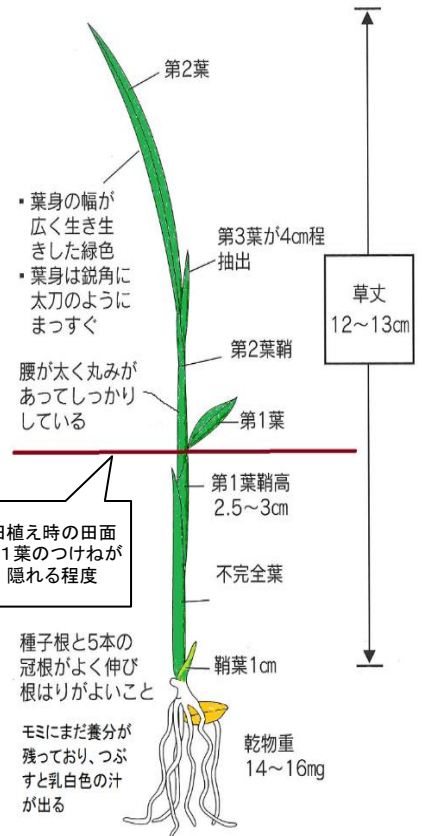 第2葉
・葉身の幅が
広く生き生
きした緑色
・葉身は鋭角に
太刀のように
まっすぐ
第3葉が4cm程
抽出
草丈
12～13cm
第2葉鞘
腰が太く丸みが
あってしっかり
している
第1葉
第1葉鞘高
2.5～3cm
植え時の田面
1葉のつけねが
隠れる程度
不完全葉
種子根と5本の
冠根がよく伸び
根はりがよいこと
鞘葉1cm
モミにまだ養分が
残っており、つぶ
すと乳白色の汁
が出る
乾物重
14～16mg